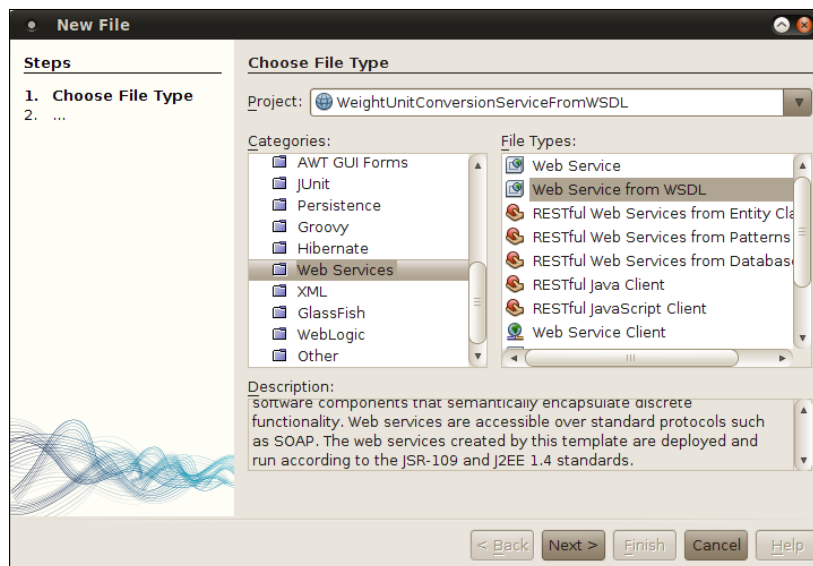 New File
Steps
1. Choose File Type
2. ...
Choose File Type
Project: WeightUnitConversionServiceFromWSDL
Categories:
AWT GUI Forms
JUnit
Persistence
Groovy
Hibernate
Web Services
XML
GlassFish
WebLogic
Other
File Types:
Web Service
Web Service from WSDL
RESTful Web Services from Entity Cla
RESTful Web Services from Patterns
RESTful Web Services from Database
RESTful Java Client
RESTful JavaScript Client
Web Service Client
Description:
software components that semantically encapsulate discrete
functionality. Web services are accessible over standard protocols such
as SOAP. The web services created by this template are deployed and
run according to the JSR-109 and J2EE 1.4 standards.
< Back Next > Finish Cancel Help